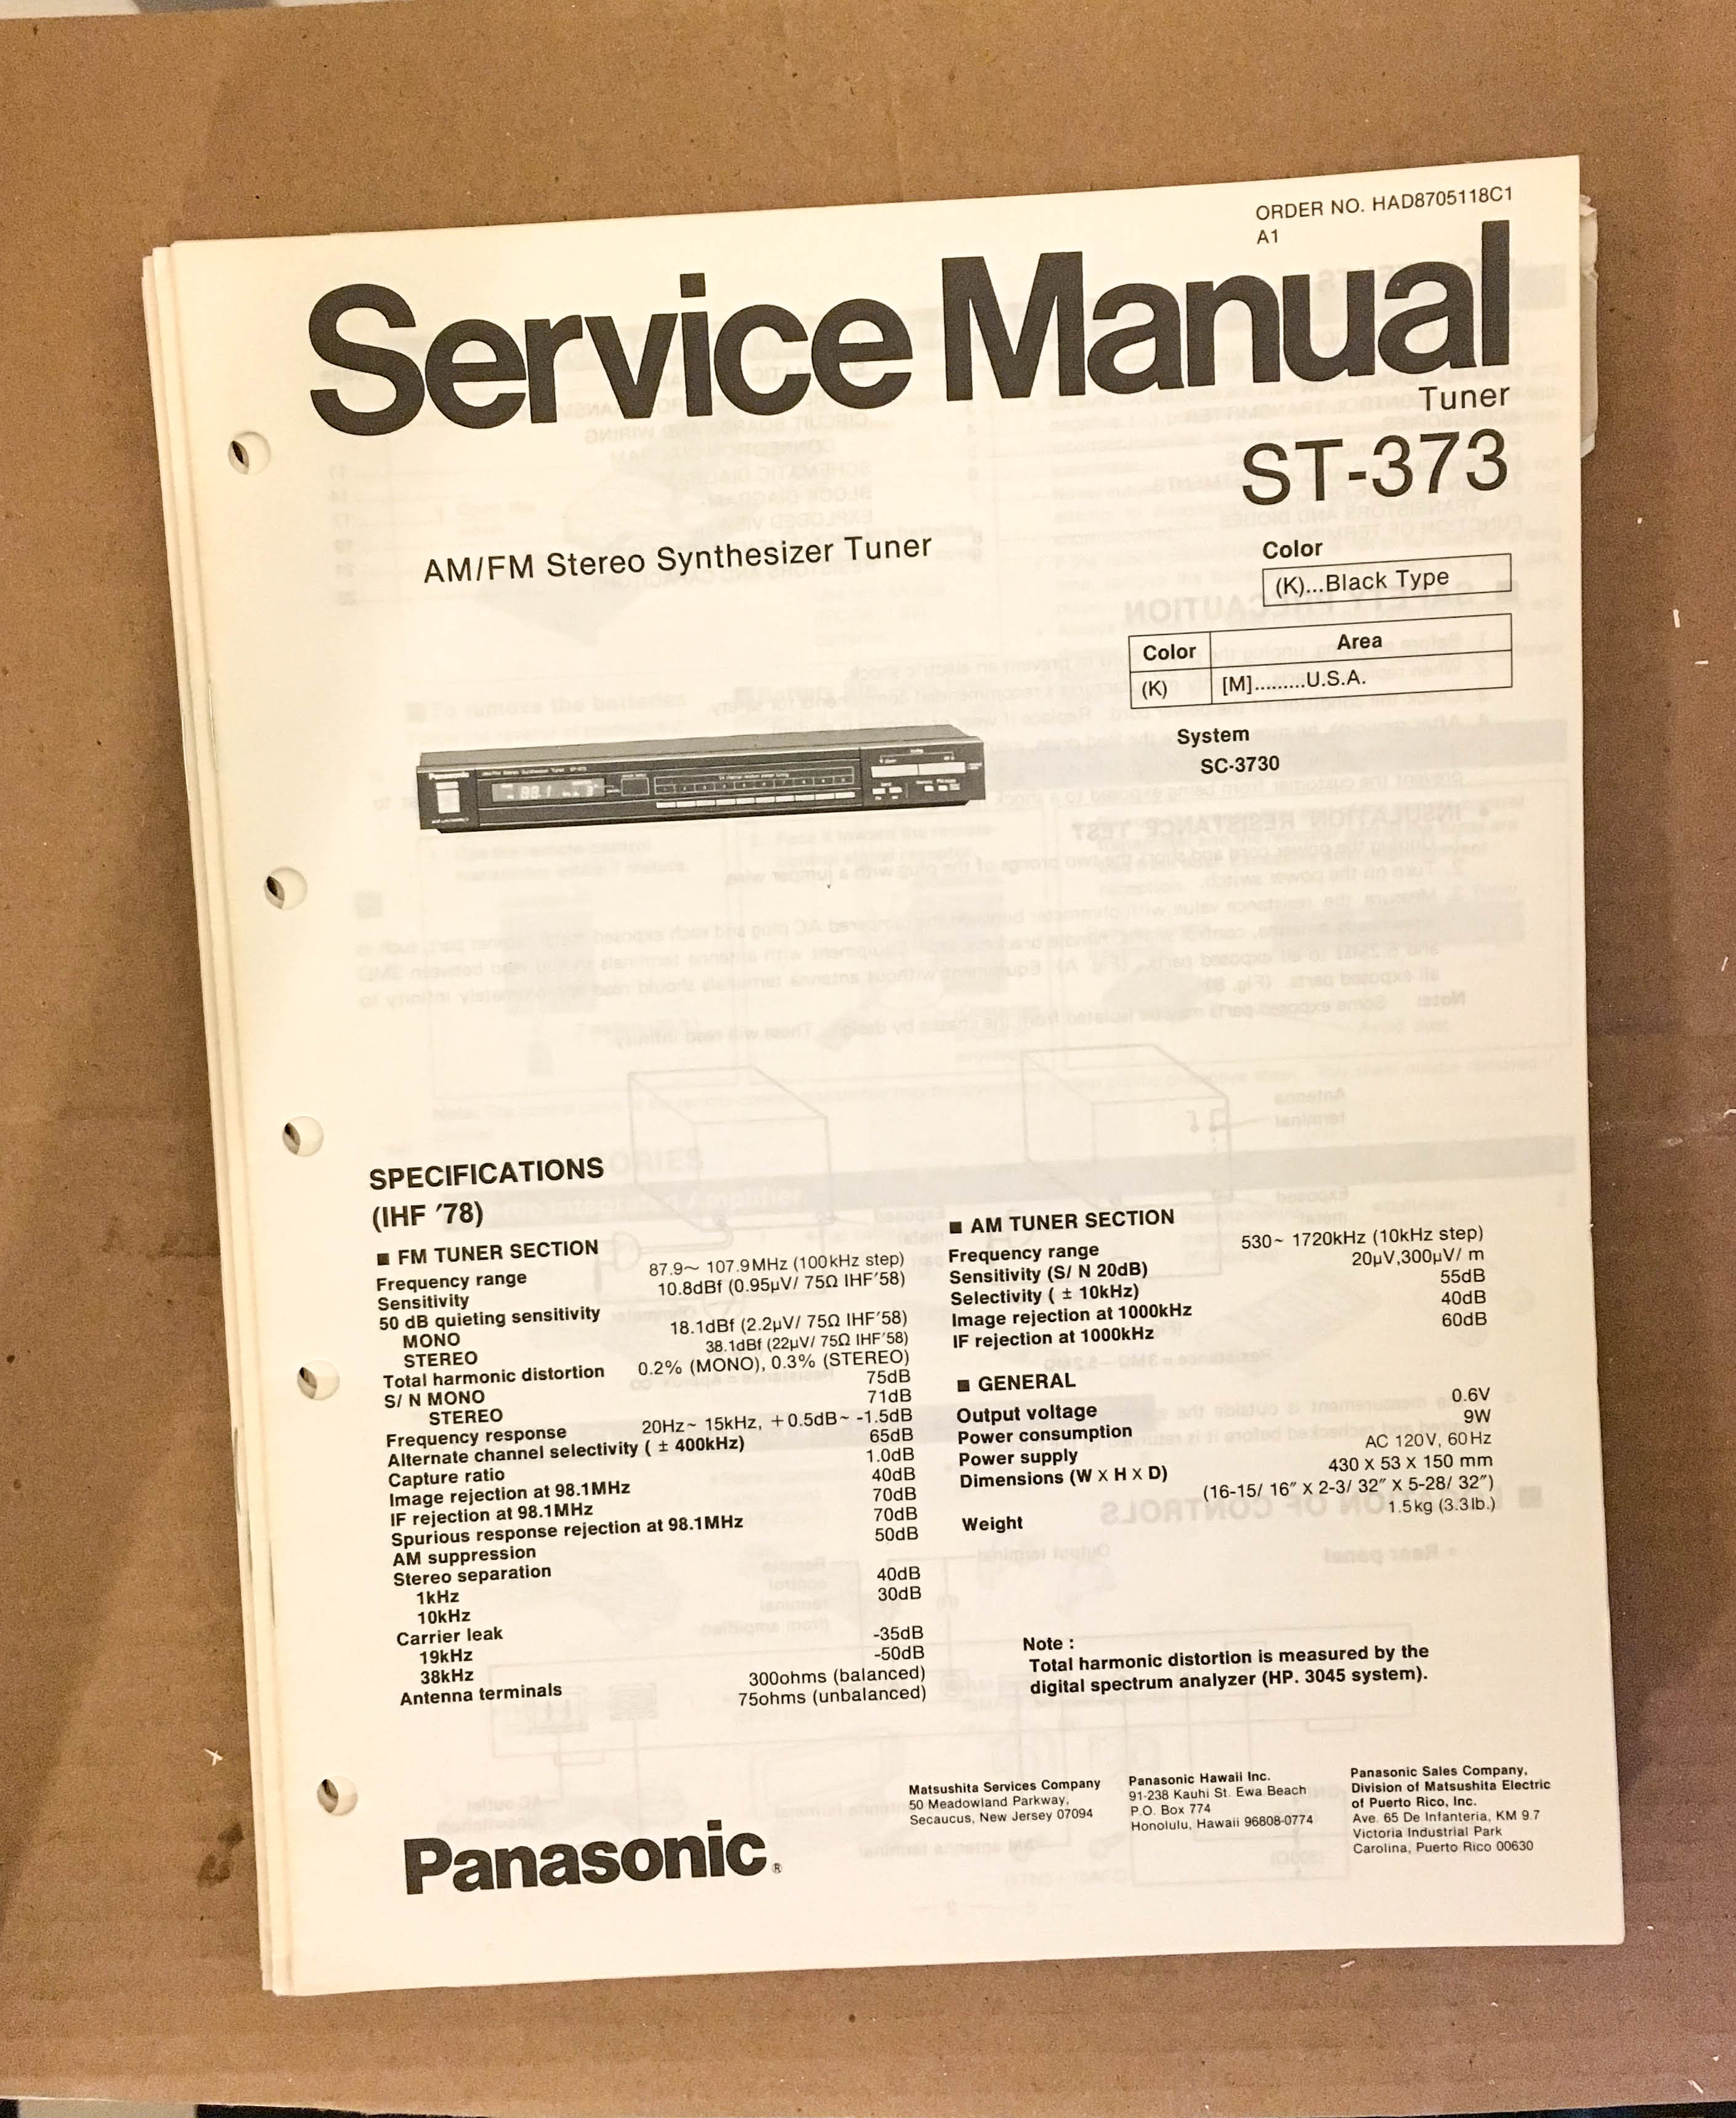 ORDER NO. HAD8705118C1
A1
Service Manual
Tuner
ST-373
AM/FM Stereo Synthesizer Tuner
Color
(K)...Black Type
Color Area
(K) [M].........U.S.A.
System
SC-3730
Panasonic
98.1
SPECIFICATIONS
(IHF '78)
■ FM TUNER SECTION
Frequency range 87.9~ 107.9MHz (100kHz step)
Sensitivity 10.8dBf (0.95µV/ 75Ω IHF'58)
50 dB quieting sensitivity
MONO 18.1dBf (2.2µV/ 75Ω IHF'58)
STEREO 38.1dBf (22µV/ 75Ω IHF'58)
Total harmonic distortion 0.2% (MONO), 0.3% (STEREO)
S/ N MONO 75dB
STEREO 71dB
Frequency response 20Hz~ 15kHz, +0.5dB~ -1.5dB
Alternate channel selectivity ( ± 400kHz) 65dB
Capture ratio 1.0dB
Image rejection at 98.1MHz 40dB
IF rejection at 98.1MHz 70dB
Spurious response rejection at 98.1MHz 70dB
AM suppression 50dB
Stereo separation
1kHz 40dB
10kHz 30dB
Carrier leak
19kHz -35dB
38kHz -50dB
Antenna terminals 300ohms (balanced)
75ohms (unbalanced)
■ AM TUNER SECTION
Frequency range 530~ 1720kHz (10kHz step)
Sensitivity (S/ N 20dB) 20µV,300µV/ m
Selectivity ( ± 10kHz) 55dB
Image rejection at 1000kHz 40dB
IF rejection at 1000kHz 60dB
■ GENERAL
Output voltage 0.6V
Power consumption 9W
Power supply AC 120V, 60Hz
Dimensions (W X H X D) 430 X 53 X 150 mm
(16-15/ 16″ X 2-3/ 32″ X 5-28/ 32″)
Weight 1.5kg (3.3lb.)
Note :
Total harmonic distortion is measured by the
digital spectrum analyzer (HP. 3045 system).
Panasonic®
Matsushita Services Company
50 Meadowland Parkway,
Secaucus, New Jersey 07094
Panasonic Hawaii Inc.
91-238 Kauhi St. Ewa Beach
P.O. Box 774
Honolulu, Hawaii 96808-0774
Panasonic Sales Company,
Division of Matsushita Electric
of Puerto Rico, Inc.
Ave. 65 De Infanteria, KM 9.7
Victoria Industrial Park
Carolina, Puerto Rico 00630